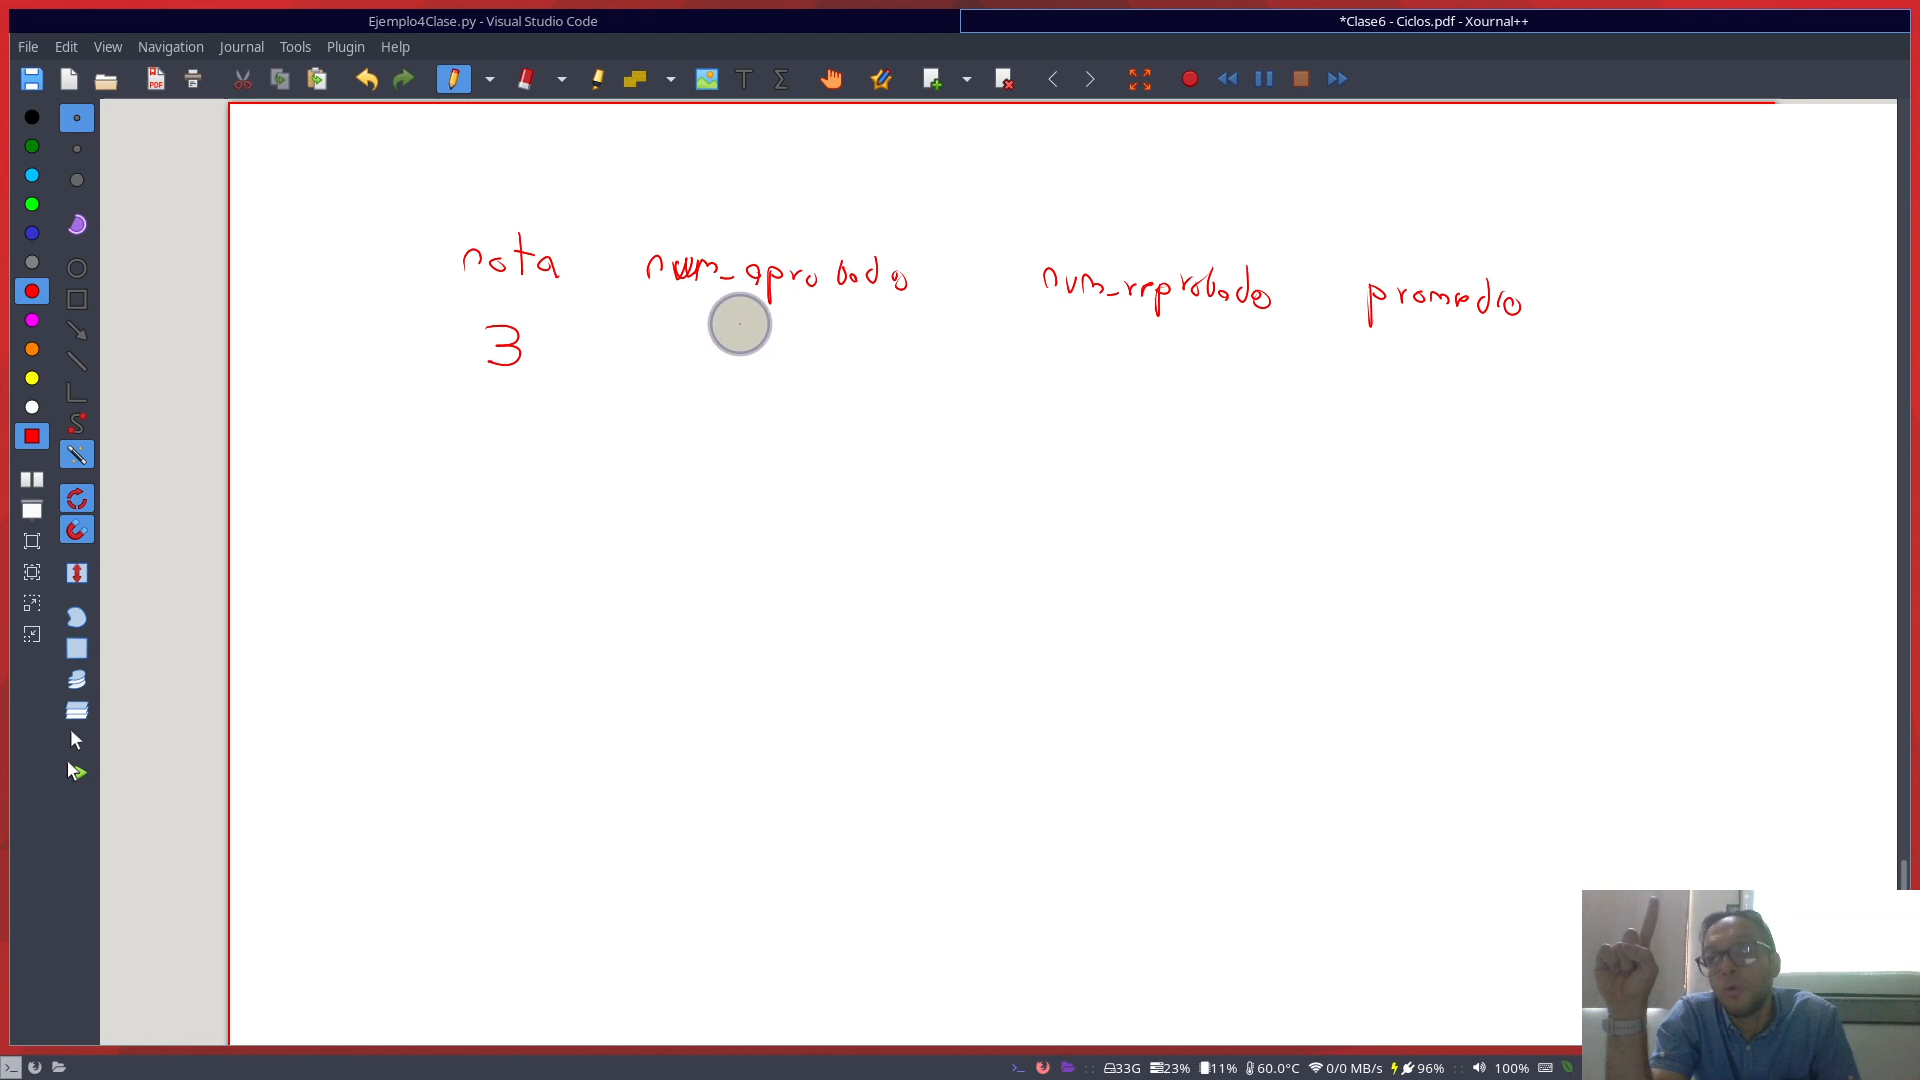 Ejemplo4Clase.py - Visual Studio Code
*Clase6 - Ciclos.pdf - Xournal++
File Edit View Navigation Journal Tools Plugin Help
nota num_aprobado num_reprobado promedio
3
33G 23% 11% 60.0°C 0/0 MB/s 96% 100%